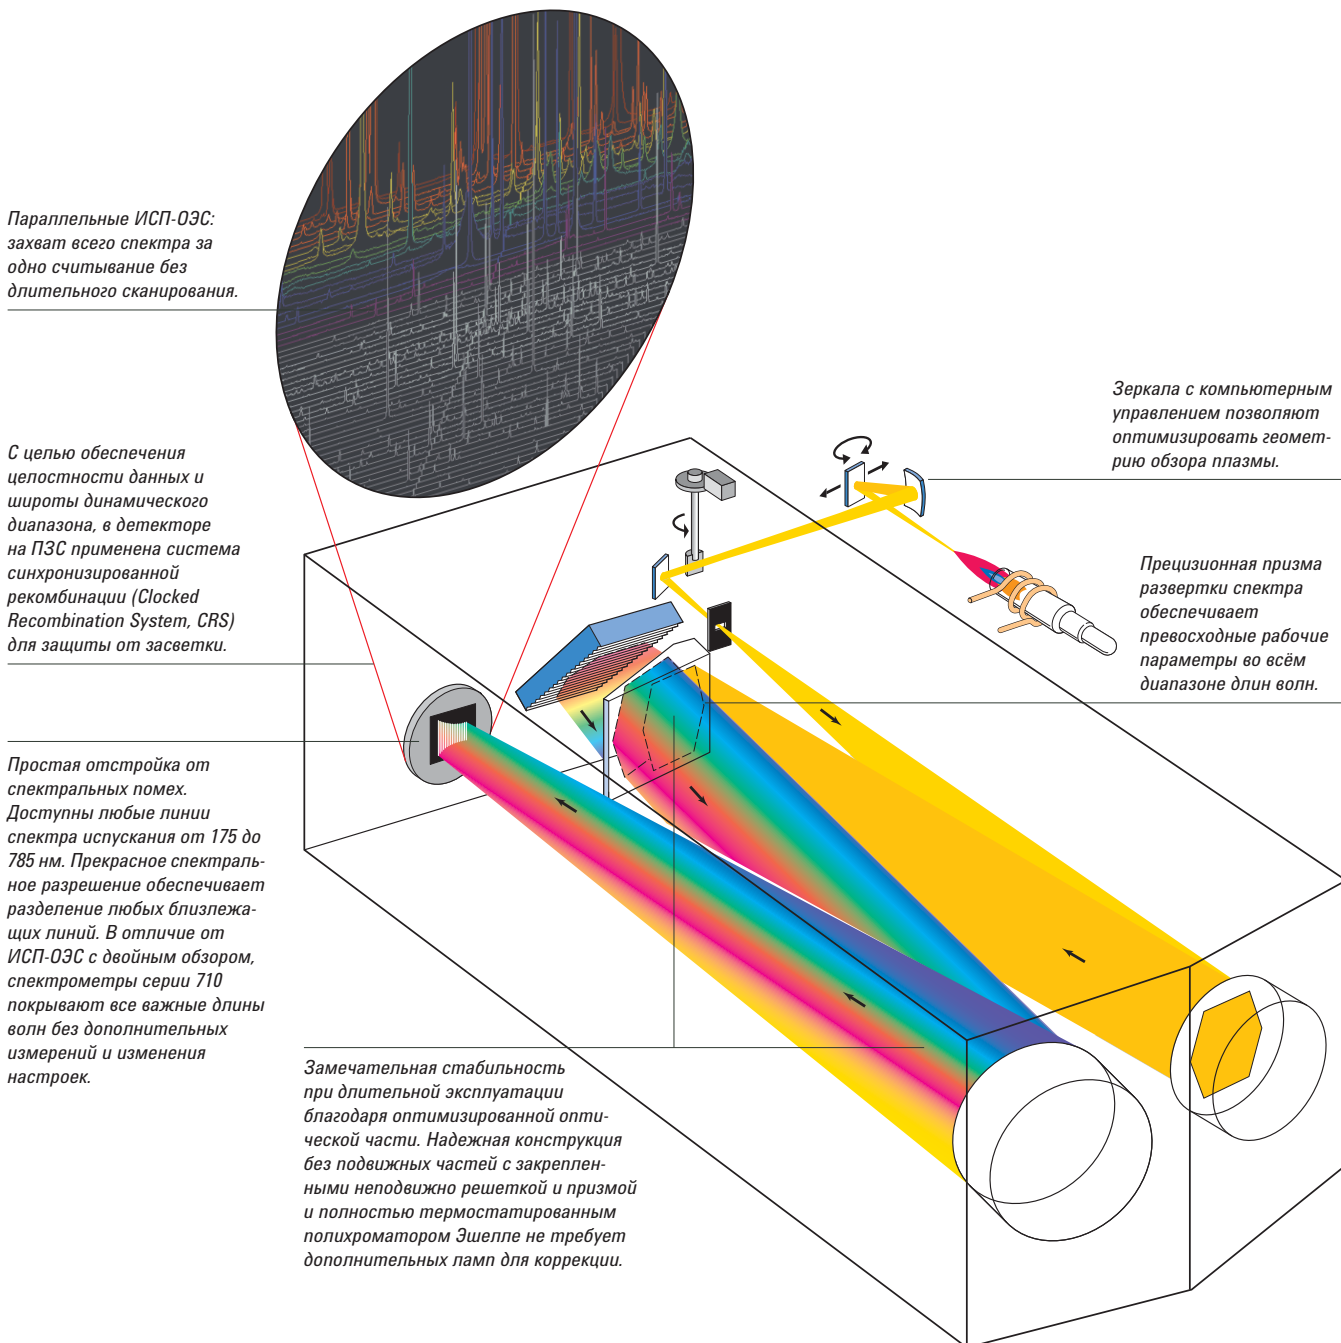 Параллельные ИСП-ОЭС:
захват всего спектра за
одно считывание без
длительного сканирования.
С целью обеспечения
целостности данных и
широты динамического
диапазона, в детекторе
на ПЗС применена система
синхронизированной
рекомбинации (Clocked
Recombination System, CRS)
для защиты от засветки.
Простая отстройка от
спектральных помех.
Доступны любые линии
спектра испускания от 175 до
785 нм. Прекрасное спектраль-
ное разрешение обеспечивает
разделение любых близлежа-
щих линий. В отличие от
ИСП-ОЭС с двойным обзором,
спектрометры серии 710
покрывают все важные длины
волн без дополнительных
измерений и изменения
настроек.
Замечательная стабильность
при длительной эксплуатации
благодаря оптимизированной опти-
ческой части. Надежная конструкция
без подвижных частей с закреплен-
ными неподвижно решеткой и призмой
и полностью термостатированным
полихроматором Эшелле не требует
дополнительных ламп для коррекции.
Зеркала с компьютерным
управлением позволяют
оптимизировать геомет-
рию обзора плазмы.
Прецизионная призма
развертки спектра
обеспечивает
превосходные рабочие
параметры во всём
диапазоне длин волн.